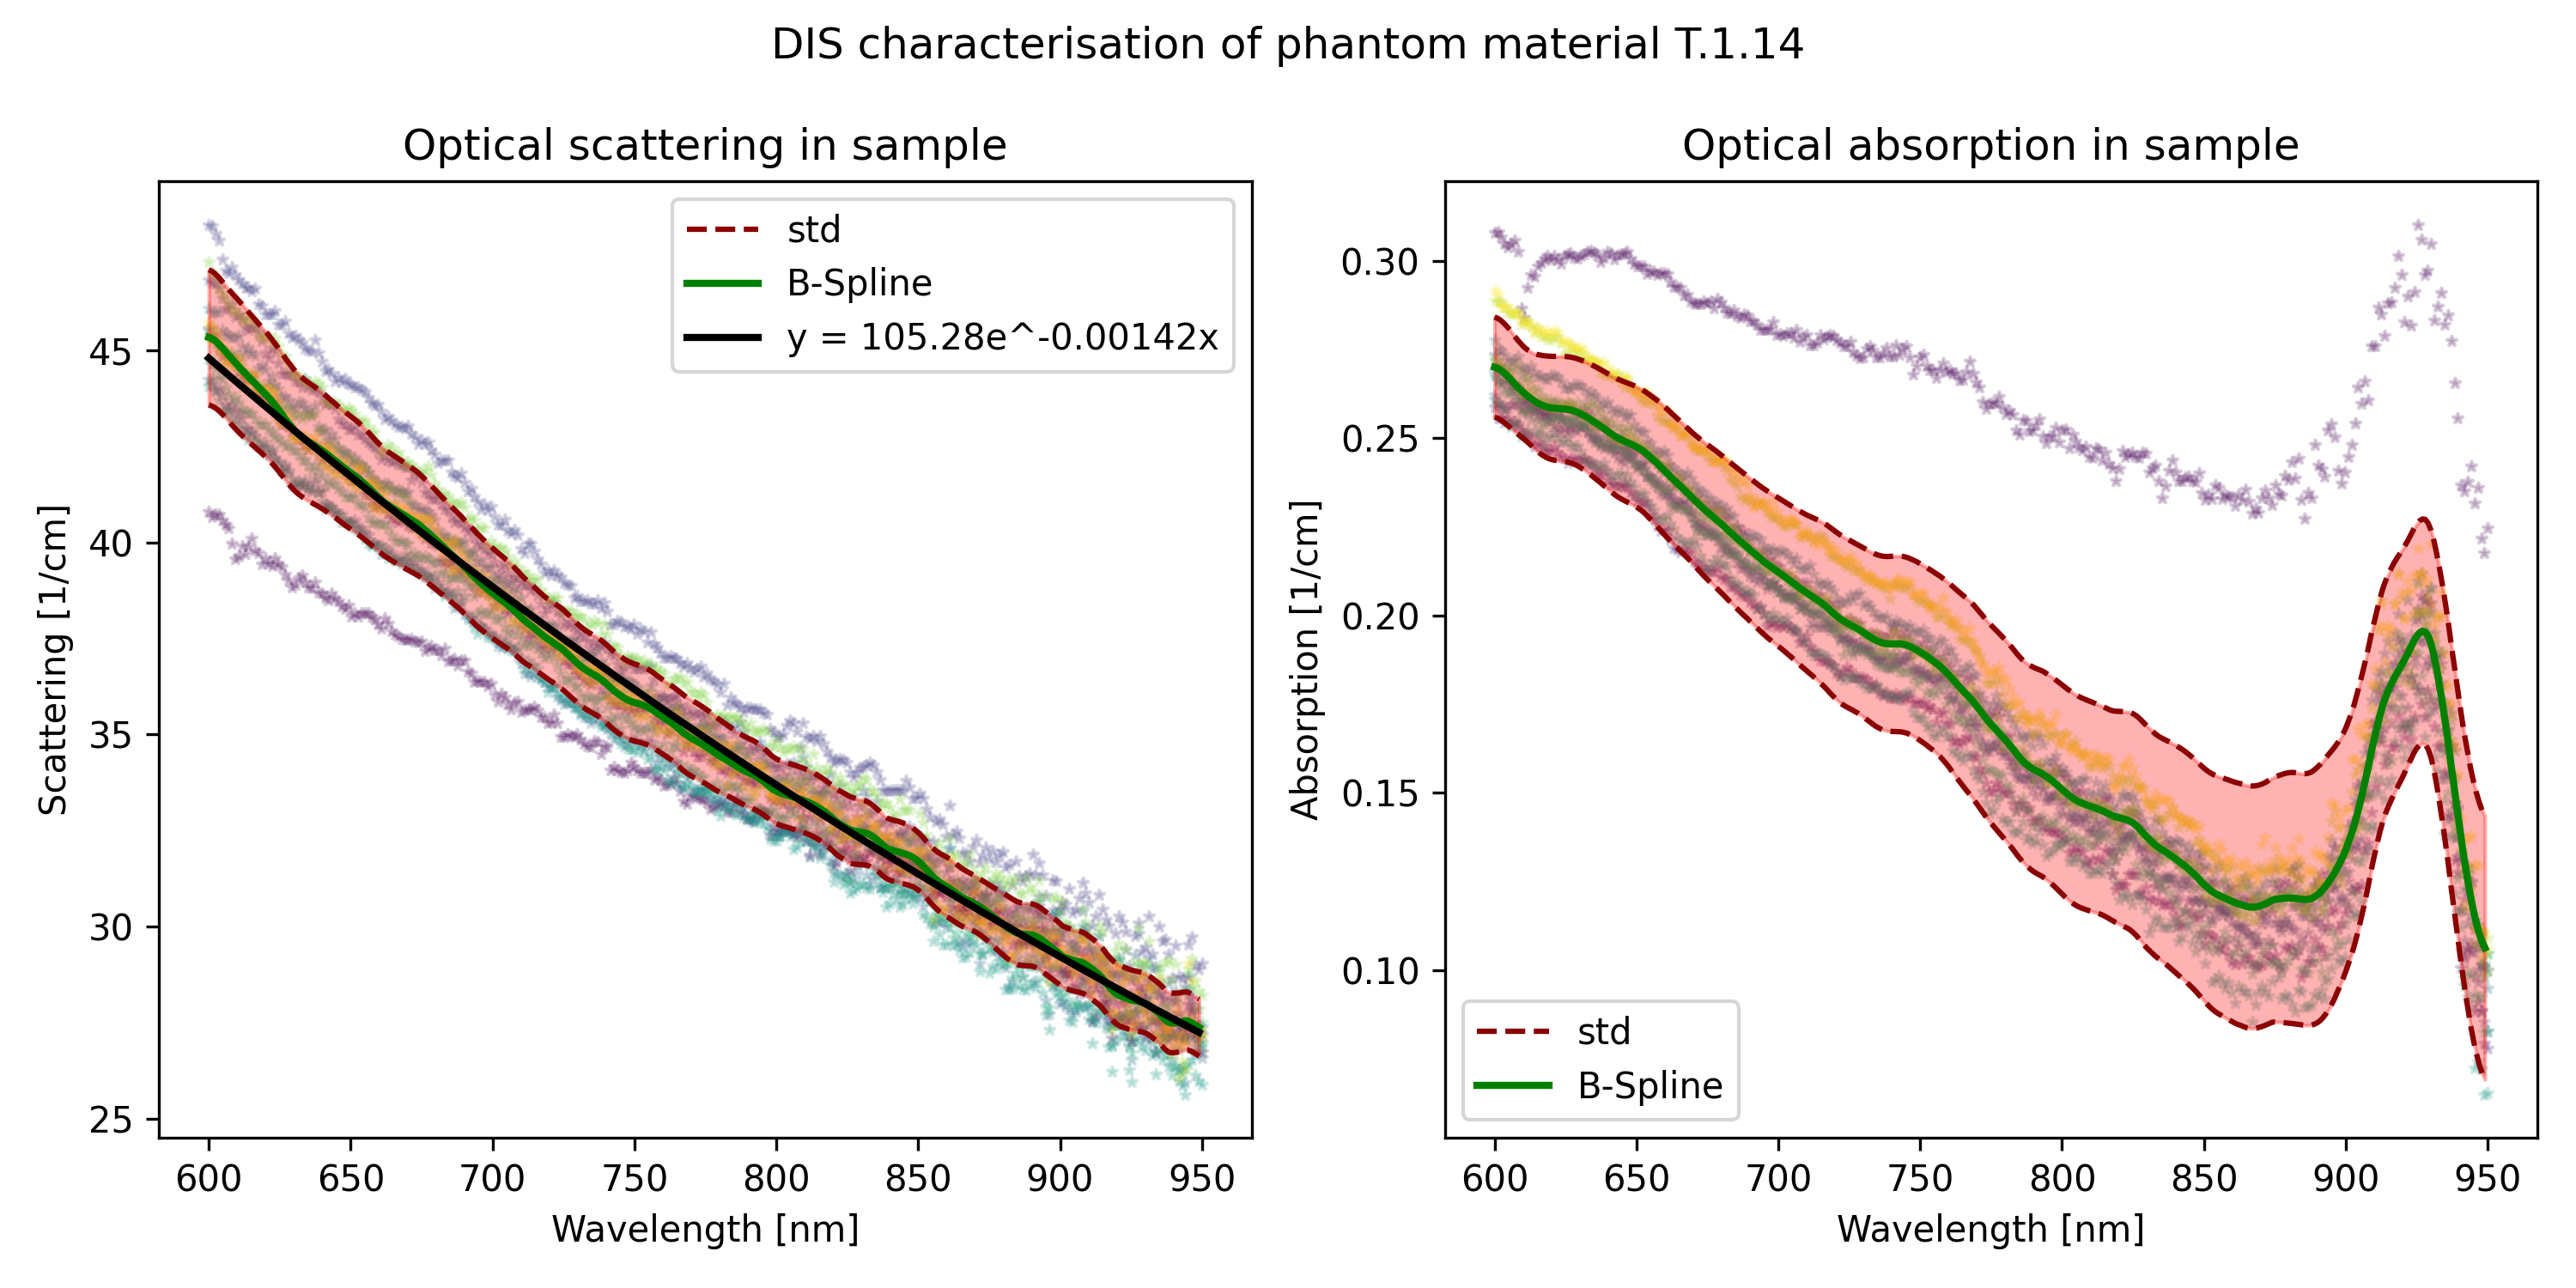 DIS characterisation of phantom material T.1.14
Optical scattering in sample
std
B-Spline
y = 105.28e^-0.00142x
45
40
35
30
25
Scattering [1/cm]
600 650 700 750 800 850 900 950
Wavelength [nm]
Optical absorption in sample
0.30
0.25
0.20
0.15
0.10
Absorption [1/cm]
std
B-Spline
600 650 700 750 800 850 900 950
Wavelength [nm]